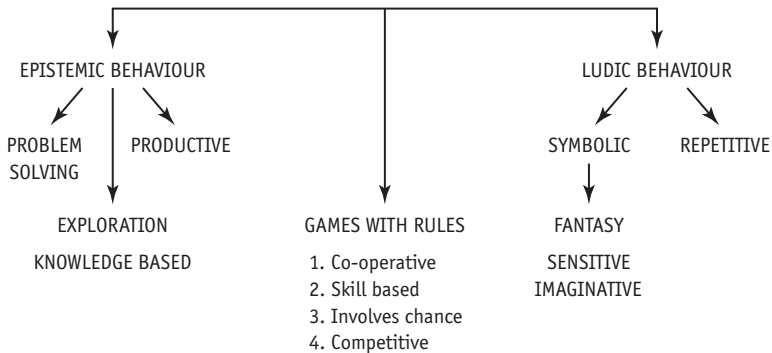 EPISTEMIC BEHAVIOUR
LUDIC BEHAVIOUR
PROBLEM
SOLVING
PRODUCTIVE
SYMBOLIC
REPETITIVE
EXPLORATION
GAMES WITH RULES
FANTASY
KNOWLEDGE BASED
1. Co-operative
2. Skill based
3. Involves chance
4. Competitive
SENSITIVE
IMAGINATIVE